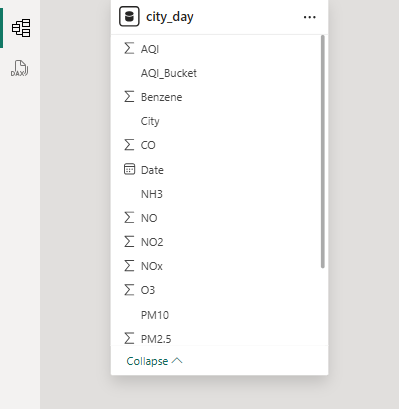 city_day
AQI
AQI_Bucket
Benzene
City
CO
Date
NH3
NO
NO2
NOx
O3
PM10
PM2.5
Collapse
DAX